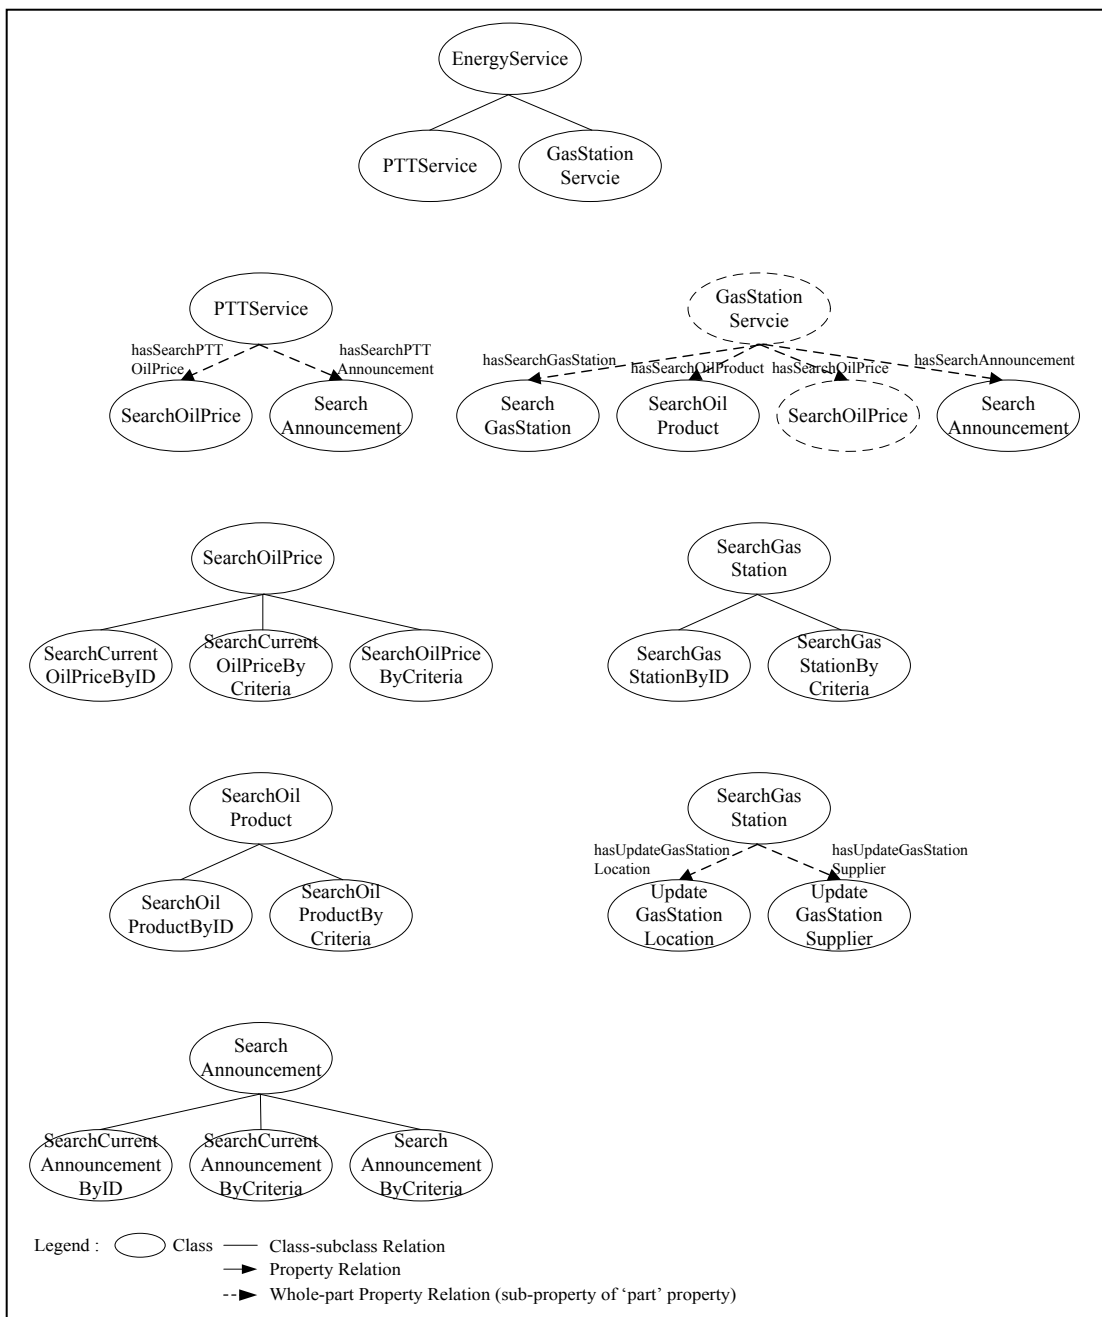 EnergyService
PTTService
GasStation
Servcie
PTTService
hasSearchPTT
OilPrice
hasSearchPTT
Announcement
SearchOilPrice
Search
Announcement
GasStation
Servcie
hasSearchGasStation
hasSearchOilProduct
hasSearchOilPrice
hasSearchAnnouncement
Search
GasStation
SearchOil
Product
SearchOilPrice
Search
Announcement
SearchOilPrice
SearchCurrent
OilPriceByID
SearchCurrent
OilPriceBy
Criteria
SearchOilPrice
ByCriteria
SearchGas
Station
SearchGas
StationByID
SearchGas
StationBy
Criteria
SearchOil
Product
SearchOil
ProductByID
SearchOil
ProductBy
Criteria
SearchGas
Station
hasUpdateGasStation
Location
hasUpdateGasStation
Supplier
Update
GasStation
Location
Update
GasStation
Supplier
Search
Announcement
SearchCurrent
Announcement
ByID
SearchCurrent
Announcement
ByCriteria
Search
Announcement
ByCriteria
Legend : Class
Class-subclass Relation
Property Relation
Whole-part Property Relation (sub-property of ‘part’ property)